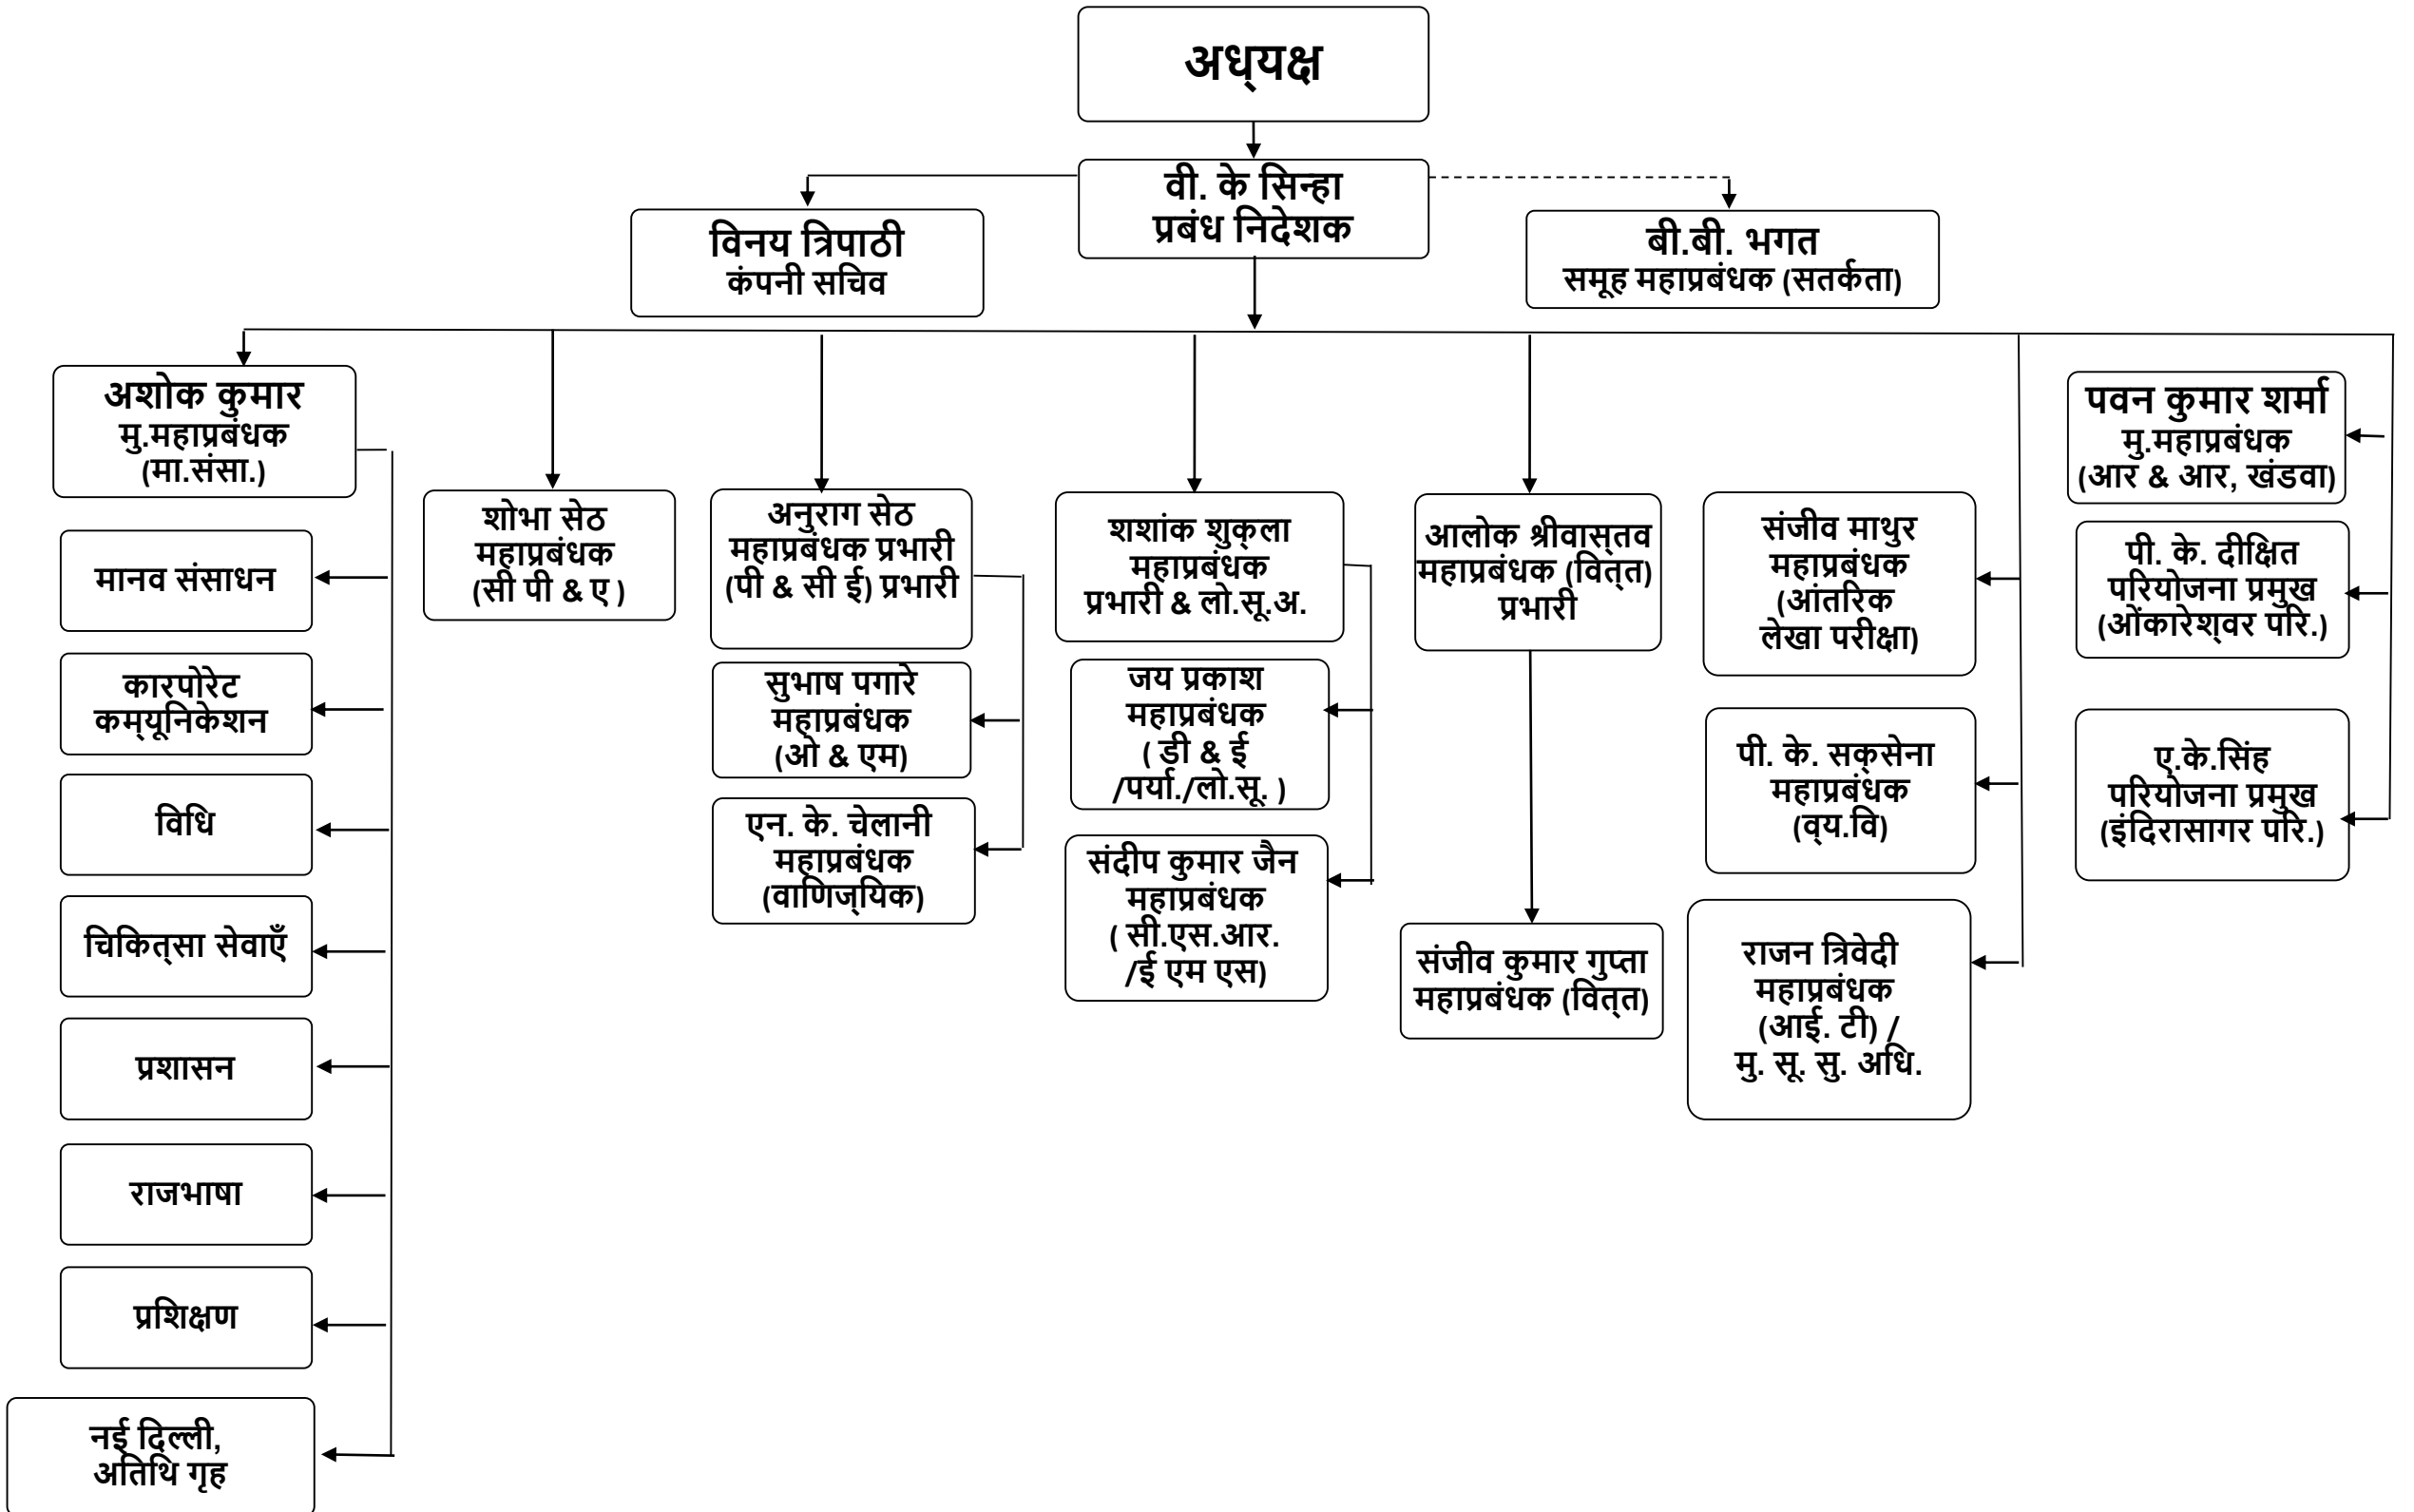 अध्यक्ष
वी. के सिन्हा
प्रबंध निदेशक
विनय त्रिपाठी
कंपनी सचिव
बी.बी. भगत
समूह महाप्रबंधक (सतर्कता)
अशोक कुमार
मु.महाप्रबंधक
(मा.संसा.)
मानव संसाधन
कारपोरेट
कम्यूनिकेशन
विधि
चिकित्सा सेवाएँ
प्रशासन
राजभाषा
प्रशिक्षण
नई दिल्ली,
अतिथि गृह
शोभा सेठ
महाप्रबंधक
(सी पी & ए )
अनुराग सेठ
महाप्रबंधक प्रभारी
(पी & सी ई) प्रभारी
सुभाष पगारे
महाप्रबंधक
(ओ & एम)
एन. के. चेलानी
महाप्रबंधक
(वाणिज्यिक)
शशांक शुक्ला
महाप्रबंधक
प्रभारी & लो.सू.अ.
जय प्रकाश
महाप्रबंधक
( डी & ई
/पर्या./लो.सू. )
संदीप कुमार जैन
महाप्रबंधक
( सी.एस.आर.
/ई एम एस)
आलोक श्रीवास्तव
महाप्रबंधक (वित्त)
प्रभारी
संजीव कुमार गुप्ता
महाप्रबंधक (वित्त)
संजीव माथुर
महाप्रबंधक
(आंतरिक
लेखा परीक्षा)
पी. के. सक्सेना
महाप्रबंधक
(व्य.वि)
राजन त्रिवेदी
महाप्रबंधक
(आई. टी) /
मु. सू. सु. अधि.
पवन कुमार शर्मा
मु.महाप्रबंधक
(आर & आर, खंडवा)
पी. के. दीक्षित
परियोजना प्रमुख
(ओंकारेश्वर परि.)
ए.के.सिंह
परियोजना प्रमुख
(इंदिरासागर परि.)